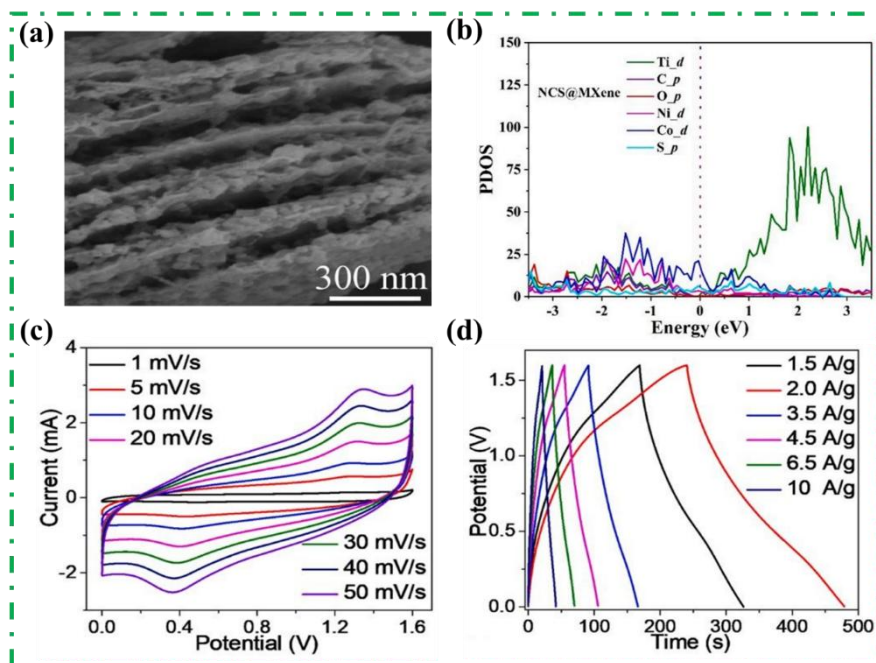 (a)
300 nm
(b)
PDOS
150
125
100
75
50
25
0
NCS@MXene
Ti_d
C_p
O_p
Ni_d
Co_d
S_p
-3 -2 -1 0 1 2 3
Energy (eV)
(c)
Current (mA)
4
2
0
-2
1 mV/s
5 mV/s
10 mV/s
20 mV/s
30 mV/s
40 mV/s
50 mV/s
0.0 0.4 0.8 1.2 1.6
Potential (V)
(d)
Potential (V)
1.5
1.0
0.5
0.0
1.5 A/g
2.0 A/g
3.5 A/g
4.5 A/g
6.5 A/g
10 A/g
0 100 200 300 400 500
Time (s)